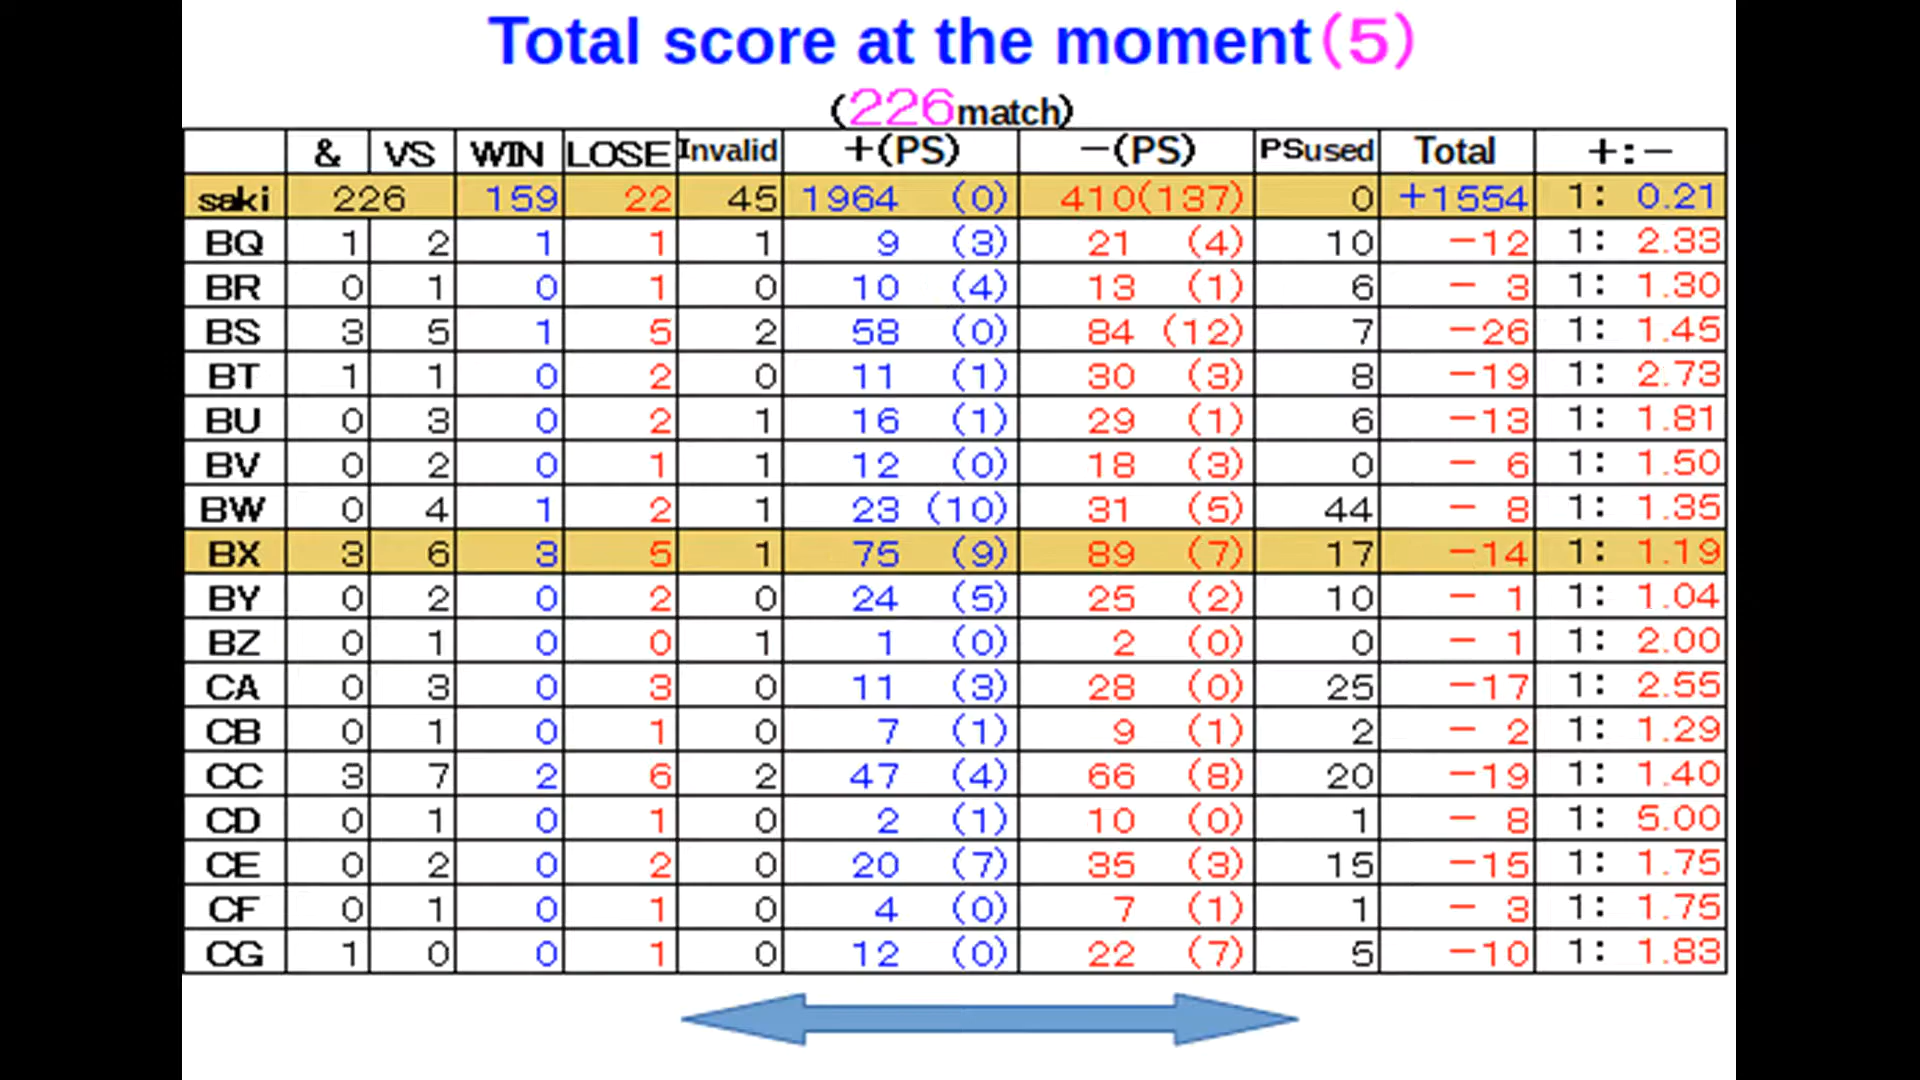 Total score at the moment(5)
(226match)
& VS WIN LOSE Invalid +(PS) -(PS) PSused Total +:-
saki 226 159 22 45 1964 (0) 410(137) 0 +1554 1: 0.21
BQ 1 2 1 1 1 9 (3) 21 (4) 10 -12 1: 2.33
BR 0 1 0 1 0 10 (4) 13 (1) 6 - 3 1: 1.30
BS 3 5 1 5 2 58 (0) 84 (12) 7 -26 1: 1.45
BT 1 1 0 2 0 11 (1) 30 (3) 8 -19 1: 2.73
BU 0 3 0 2 1 16 (1) 29 (1) 6 -13 1: 1.81
BV 0 2 0 1 1 12 (0) 18 (3) 0 - 6 1: 1.50
BW 0 4 1 2 1 23 (10) 31 (5) 44 - 8 1: 1.35
BX 3 6 3 5 1 75 (9) 89 (7) 17 -14 1: 1.19
BY 0 2 0 2 0 24 (5) 25 (2) 10 - 1 1: 1.04
BZ 0 1 0 0 1 1 (0) 2 (0) 0 - 1 1: 2.00
CA 0 3 0 3 0 11 (3) 28 (0) 25 -17 1: 2.55
CB 0 1 0 1 0 7 (1) 9 (1) 2 - 2 1: 1.29
CC 3 7 2 6 2 47 (4) 66 (8) 20 -19 1: 1.40
CD 0 1 0 1 0 2 (1) 10 (0) 1 - 8 1: 5.00
CE 0 2 0 2 0 20 (7) 35 (3) 15 -15 1: 1.75
CF 0 1 0 1 0 4 (0) 7 (1) 1 - 3 1: 1.75
CG 1 0 0 1 0 12 (0) 22 (7) 5 -10 1: 1.83